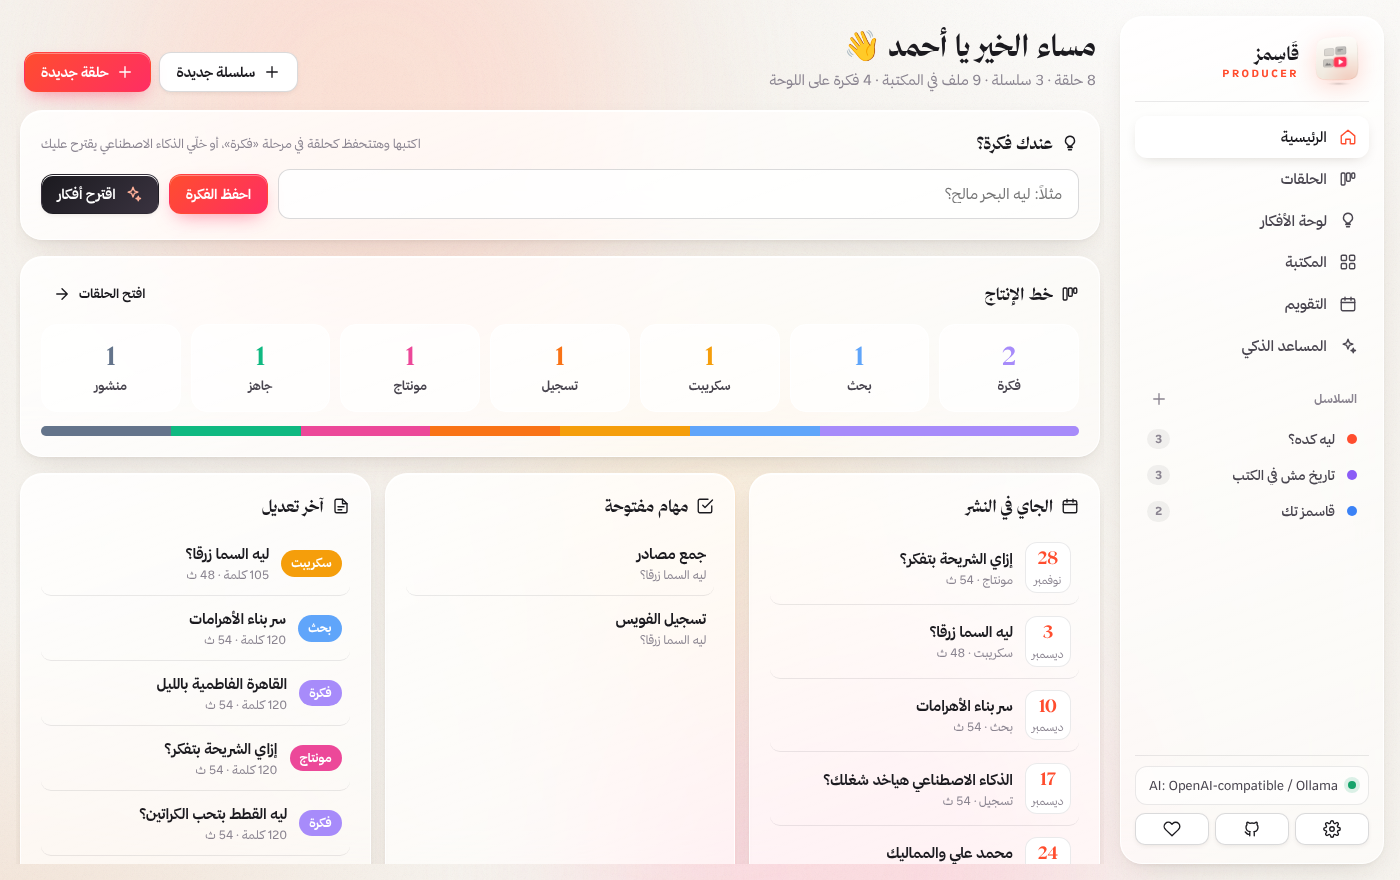 قَاسِمز
PRODUCER
الرئيسية
الحلقات
لوحة الأفكار
المكتبة
التقويم
المساعد الذكي
السلاسل
ليه كده؟ 3
تاريخ مش في الكتب 3
قاسمز تك 2
AI: OpenAI-compatible / Ollama
مساء الخير يا أحمد 👋
8 حلقة · 3 سلسلة · 9 ملف في المكتبة · 4 فكرة على اللوحة
سلسلة جديدة
حلقة جديدة
عندك فكرة؟
اكتبها وهتتحفظ كحلقة في مرحلة «فكرة»، أو خلّي الذكاء الاصطناعي يقترح عليك
مثلاً: ليه البحر مالح؟
احفظ الفكرة
اقترح أفكار
خط الإنتاج
افتح الحلقات
2 فكرة
1 بحث
1 سكريبت
1 تسجيل
1 مونتاج
1 جاهز
1 منشور
الجاي في النشر
28 نوفمبر
إزاي الشريحة بتفكر؟
مونتاج · 54 ث
3 ديسمبر
ليه السما زرقا؟
سكريبت · 48 ث
10 ديسمبر
سر بناء الأهرامات
بحث · 54 ث
17 ديسمبر
الذكاء الاصطناعي هياخد شغلك؟
تسجيل · 54 ث
24
محمد علي والمماليك
مهام مفتوحة
جمع مصادر
ليه السما زرقا؟
تسجيل الفويس
ليه السما زرقا؟
آخر تعديل
سكريبت
ليه السما زرقا؟
105 كلمة · 48 ث
بحث
سر بناء الأهرامات
120 كلمة · 54 ث
فكرة
القاهرة الفاطمية بالليل
120 كلمة · 54 ث
مونتاج
إزاي الشريحة بتفكر؟
120 كلمة · 54 ث
فكرة
ليه القطط بتحب الكراتين؟
120 كلمة · 54 ث